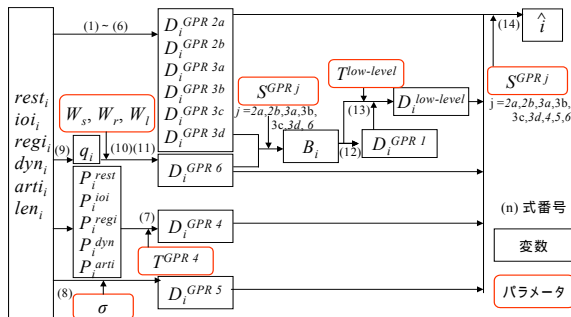 rest_i
ioi_i
regi_i
dyn_i
arti_i
len_i
(1) ~ (6)
D_i^{GPR 2a}
D_i^{GPR 2b}
D_i^{GPR 3a}
D_i^{GPR 3b}
D_i^{GPR 3c}
D_i^{GPR 3d}
W_s, W_r, W_l
(9)
q_i
(10)(11)
D_i^{GPR 6}
P_i^{rest}
P_i^{ioi}
P_i^{regi}
P_i^{dyn}
P_i^{arti}
(7)
T^{GPR 4}
D_i^{GPR 4}
(8)
σ
D_i^{GPR 5}
S^{GPR j}
j =2a,2b,3a,3b,
3c,3d, 6
B_i
(12)
T^{low-level}
(13)
D_i^{GPR 1}
D_i^{low-level}
(14)
î
S^{GPR j}
j=2a,2b,3a,3b,
3c,3d,4,5,6
(n) 式番号
変数
パラメータ